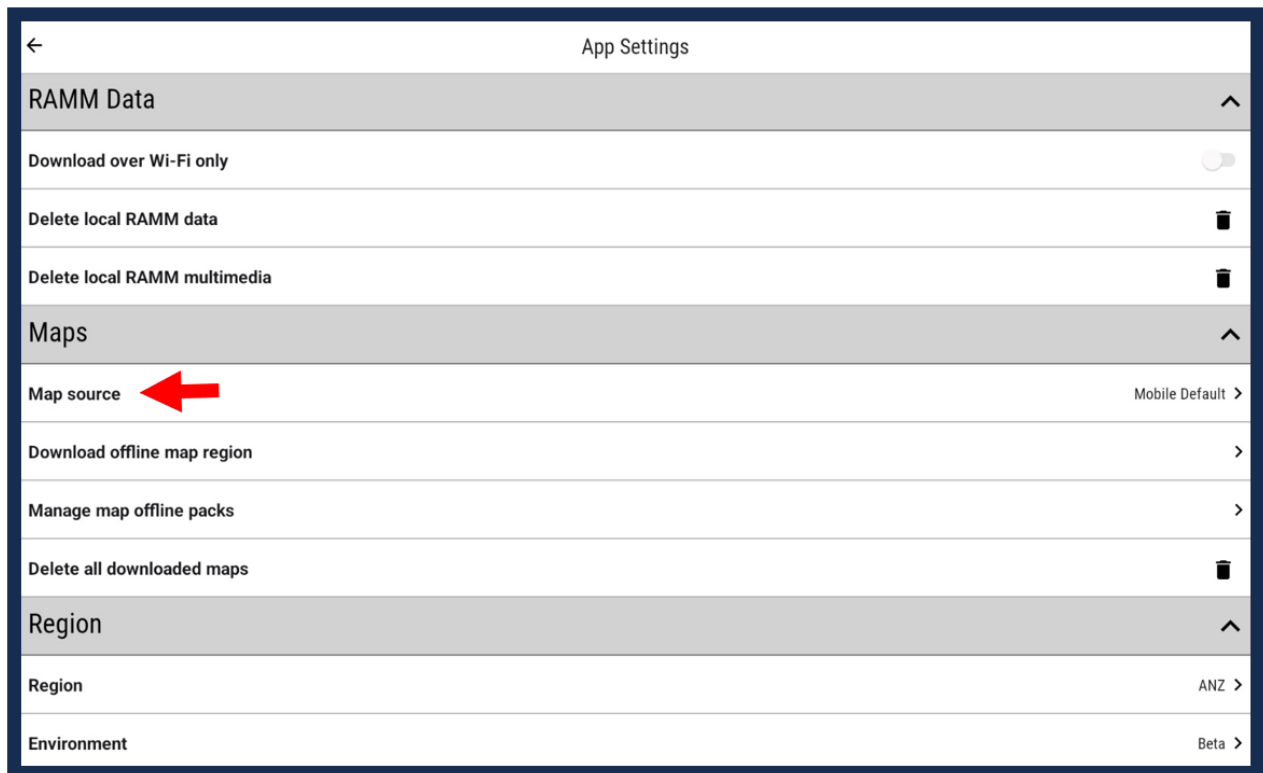 App Settings
RAMM Data
Download over Wi-Fi only
Delete local RAMM data
Delete local RAMM multimedia
Maps
Map source Mobile Default
Download offline map region
Manage map offline packs
Delete all downloaded maps
Region
Region ANZ
Environment Beta